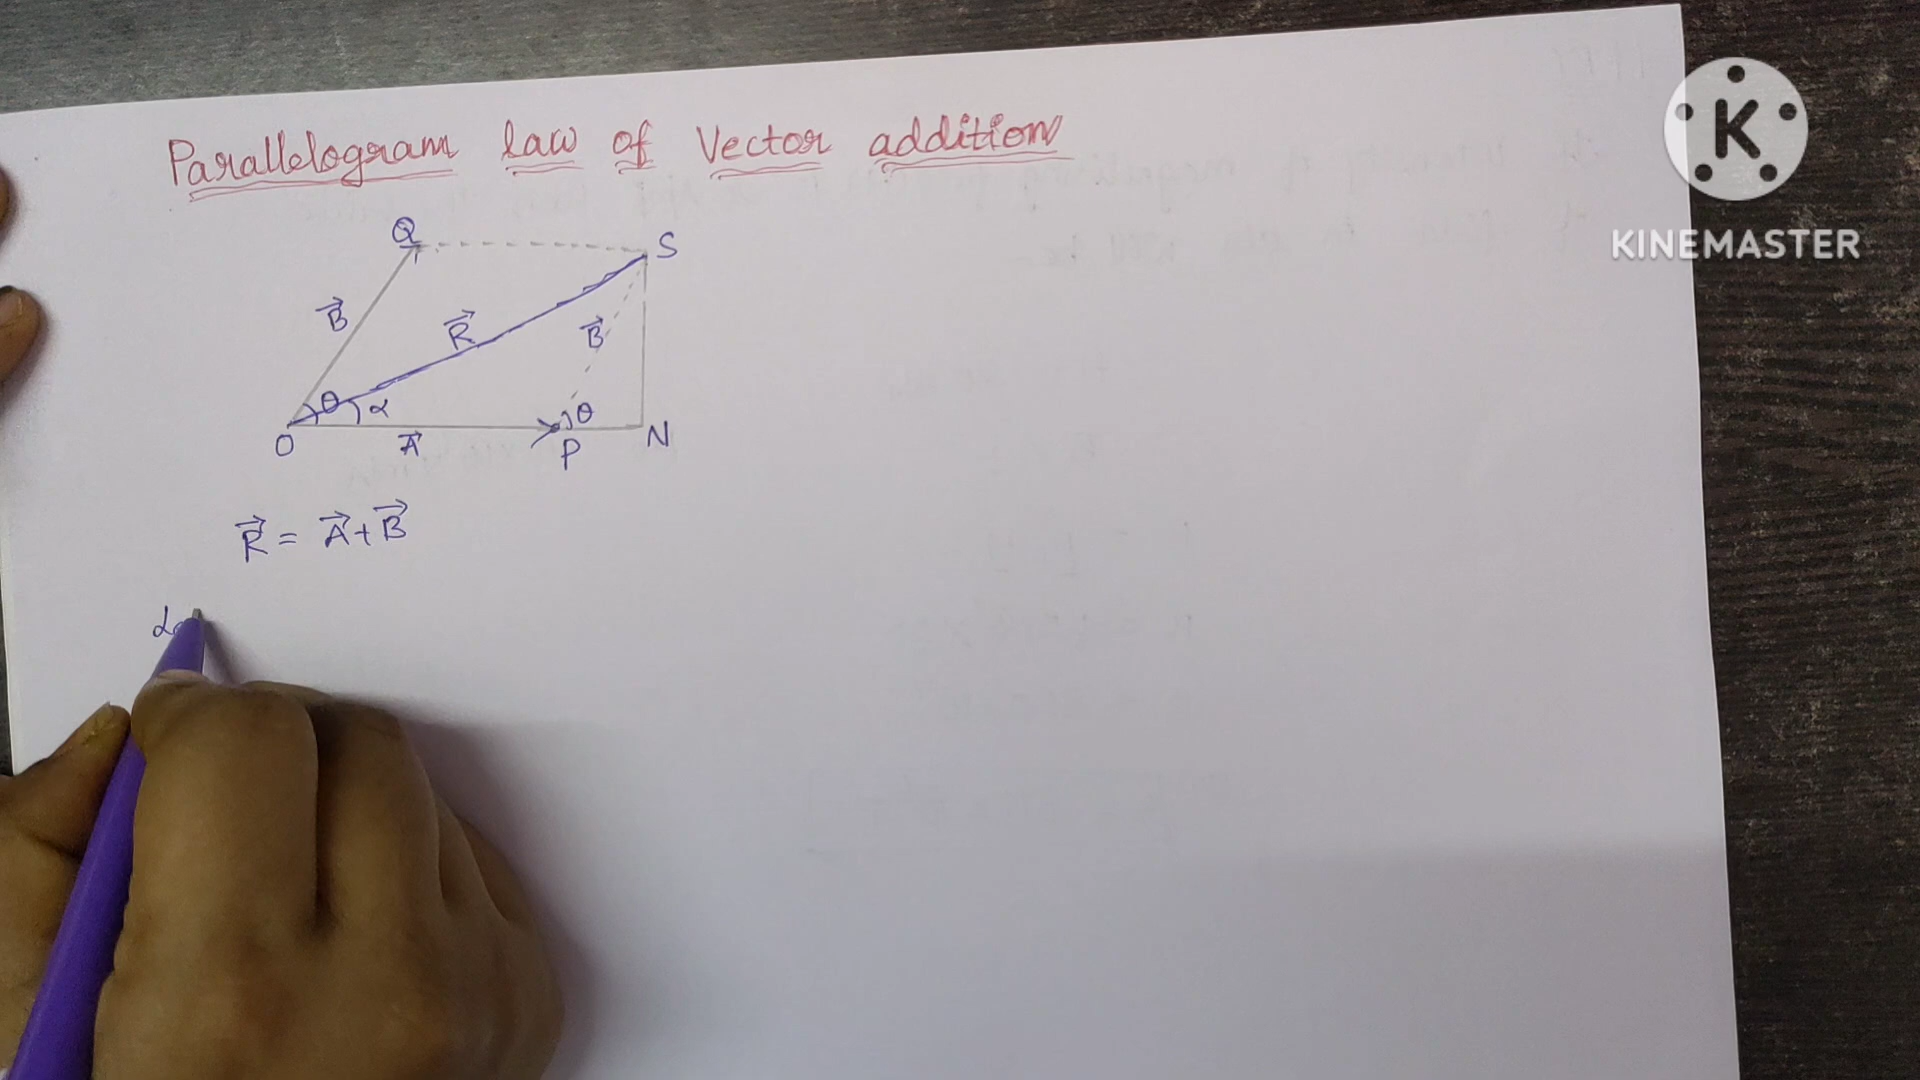 Parallelogram law of Vector addition
K
KINEMASTER
Q
S
B⃗
R⃗
B⃗
θ
α
θ
O
A⃗
P
N
R⃗ = A⃗ + B⃗